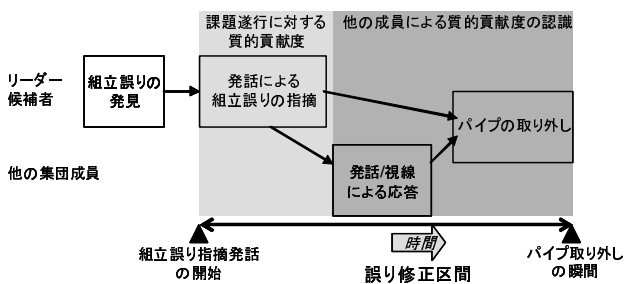 課題遂行に対する
質的貢献度
他の成員による質的貢献度の認識
リーダー
候補者
組立誤りの
発見
発話による
組立誤りの指摘
パイプの取り外し
他の集団成員
発話/視線
による応答
時間
組立誤り指摘発話
の開始
誤り修正区間
パイプ取り外し
の瞬間